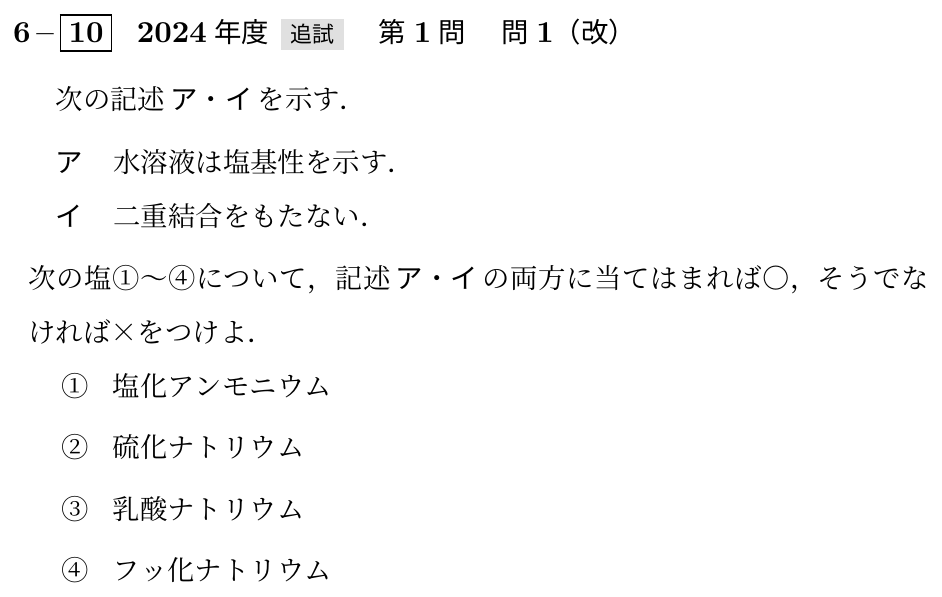 6－10 2024 年度 追試 第 1 問 問 1（改）
次の記述 ア・イ を示す．
ア 水溶液は塩基性を示す．
イ 二重結合をもたない．
次の塩①～④について，記述 ア・イ の両方に当てはまれば○，そうでな
ければ×をつけよ．
① 塩化アンモニウム
② 硫化ナトリウム
③ 乳酸ナトリウム
④ フッ化ナトリウム